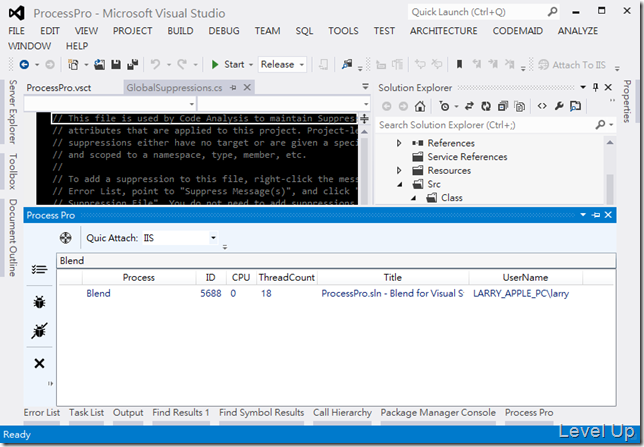 ProcessPro - Microsoft Visual Studio
Quick Launch (Ctrl+Q)
FILE EDIT VIEW PROJECT BUILD DEBUG TEAM SQL TOOLS TEST ARCHITECTURE CODEMAID ANALYZE
WINDOW HELP
Start Release Attach To IIS
Server Explorer
Toolbox
Document Outline
ProcessPro.vsct GlobalSuppressions.cs
// This file is used by Code Analysis to maintain Suppres
// attributes that are applied to this project. Project-le
// suppressions either have no target or are given a speci
// and scoped to a namespace, type, member, etc.
//
// To add a suppression to this file, right-click the mess
// Error List, point to "Suppress Message(s)", and click "
// Suppression File". You do not need to add suppressions
Solution Explorer
Search Solution Explorer (Ctrl+;)
References
Service References
Resources
Src
Class
Properties
Process Pro
Quic Attach: IIS
Blend
Process ID CPU ThreadCount Title UserName
Blend 5688 0 18 ProcessPro.sln - Blend for Visual S LARRY_APPLE_PC\larry
Error List Task List Output Find Results 1 Find Symbol Results Call Hierarchy Package Manager Console Process Pro
Ready
Level Up